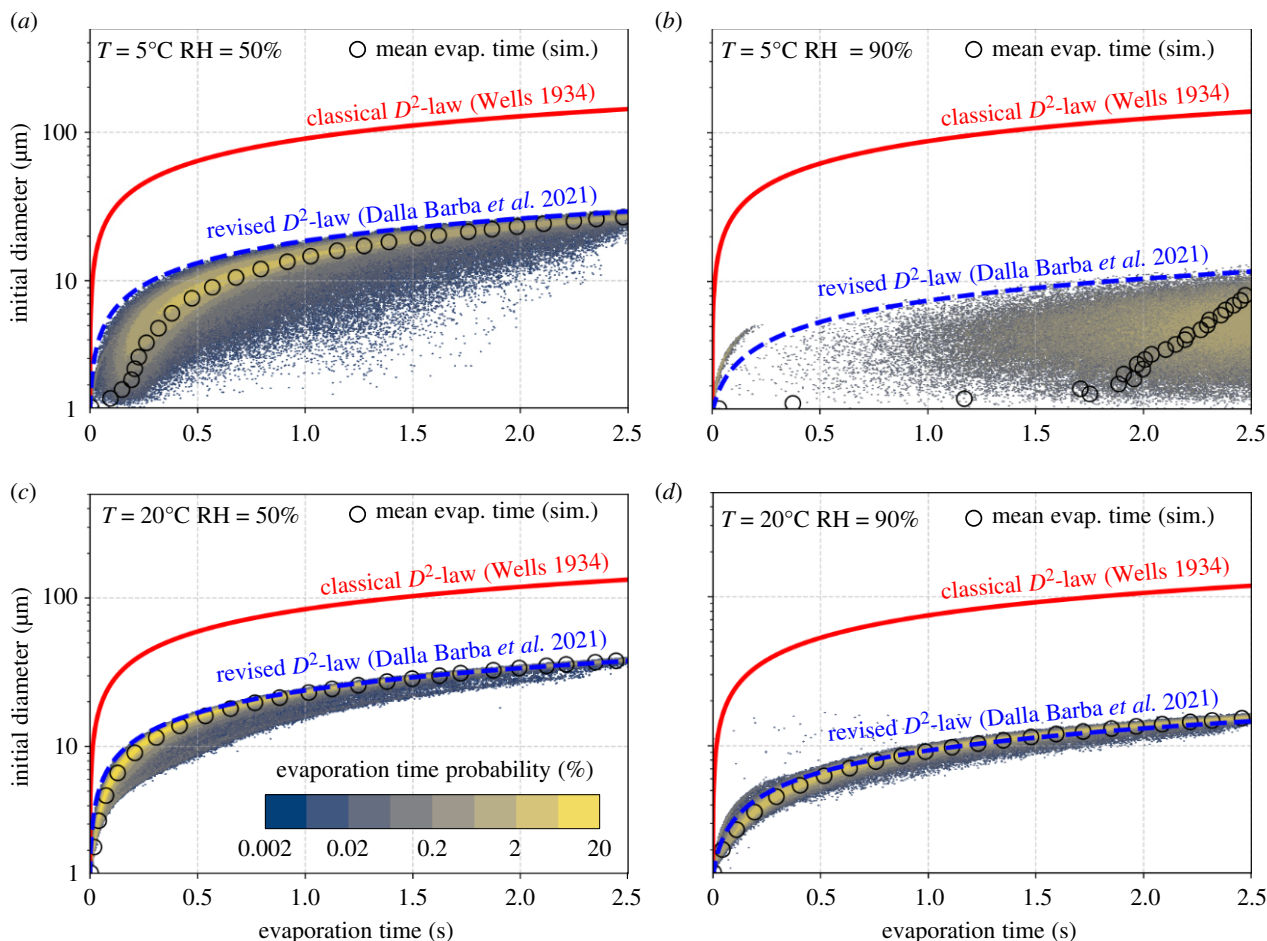 (a)
T = 5°C RH = 50%
mean evap. time (sim.)
classical D²-law (Wells 1934)
revised D²-law (Dalla Barba et al. 2021)
initial diameter (µm)
100
10
1
0
0.5
1.0
1.5
2.0
2.5
(b)
T = 5°C RH = 90%
mean evap. time (sim.)
classical D²-law (Wells 1934)
revised D²-law (Dalla Barba et al. 2021)
0
0.5
1.0
1.5
2.0
2.5
(c)
T = 20°C RH = 50%
mean evap. time (sim.)
classical D²-law (Wells 1934)
revised D²-law (Dalla Barba et al. 2021)
initial diameter (µm)
100
10
1
evaporation time probability (%)
0.002 0.02 0.2 2 20
0
0.5
1.0
1.5
2.0
2.5
evaporation time (s)
(d)
T = 20°C RH = 90%
mean evap. time (sim.)
classical D²-law (Wells 1934)
revised D²-law (Dalla Barba et al. 2021)
0
0.5
1.0
1.5
2.0
2.5
evaporation time (s)